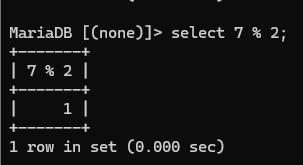 MariaDB [(none)]> select 7 % 2;
+-------+
| 7 % 2 |
+-------+
|     1 |
+-------+
1 row in set (0.000 sec)